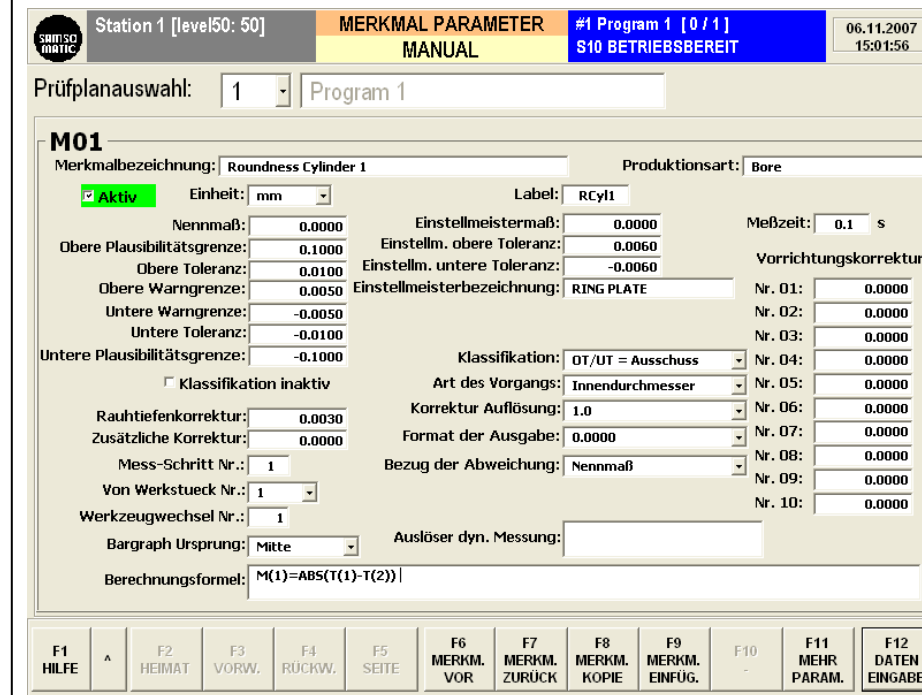 SAMSO
MATIC
Station 1 [level50: 50]
MERKMAL PARAMETER
MANUAL
#1 Program 1 [ 0 / 1 ]
S10 BETRIEBSBEREIT
06.11.2007
15:01:56
Prüfplanauswahl: 1 Program 1
M01
Merkmalbezeichnung: Roundness Cylinder 1 Produktionsart: Bore
Aktiv Einheit: mm Label: RCyl1
Nennmaß: 0.0000 Einstellmeistermaß: 0.0000 Meßzeit: 0.1 s
Obere Plausibilitätsgrenze: 0.1000 Einstellm. obere Toleranz: 0.0060
Obere Toleranz: 0.0100 Einstellm. untere Toleranz: -0.0060 Vorrichtungskorrektur
Obere Warngrenze: 0.0050 Einstellmeisterbezeichnung: RING PLATE Nr. 01: 0.0000
Untere Warngrenze: -0.0050 Nr. 02: 0.0000
Untere Toleranz: -0.0100 Nr. 03: 0.0000
Untere Plausibilitätsgrenze: -0.1000 Klassifikation: OT/UT = Ausschuss Nr. 04: 0.0000
Klassifikation inaktiv Art des Vorgangs: Innendurchmesser Nr. 05: 0.0000
Rauhtiefenkorrektur: 0.0030 Korrektur Auflösung: 1.0 Nr. 06: 0.0000
Zusätzliche Korrektur: 0.0000 Format der Ausgabe: 0.0000 Nr. 07: 0.0000
Mess-Schritt Nr.: 1 Bezug der Abweichung: Nennmaß Nr. 08: 0.0000
Von Werkstueck Nr.: 1 Nr. 09: 0.0000
Werkzeugwechsel Nr.: 1 Nr. 10: 0.0000
Bargraph Ursprung: Mitte Auslöser dyn. Messung:
Berechnungsformel: M(1)=ABS(T(1)-T(2))
F1 HILFE
^
F2 HEIMAT
F3 VORW.
F4 RÜCKW.
F5 SEITE
F6 MERKM. VOR
F7 MERKM. ZURÜCK
F8 MERKM. KOPIE
F9 MERKM. EINFÜG.
F10 -
F11 MEHR PARAM.
F12 DATEN EINGABE